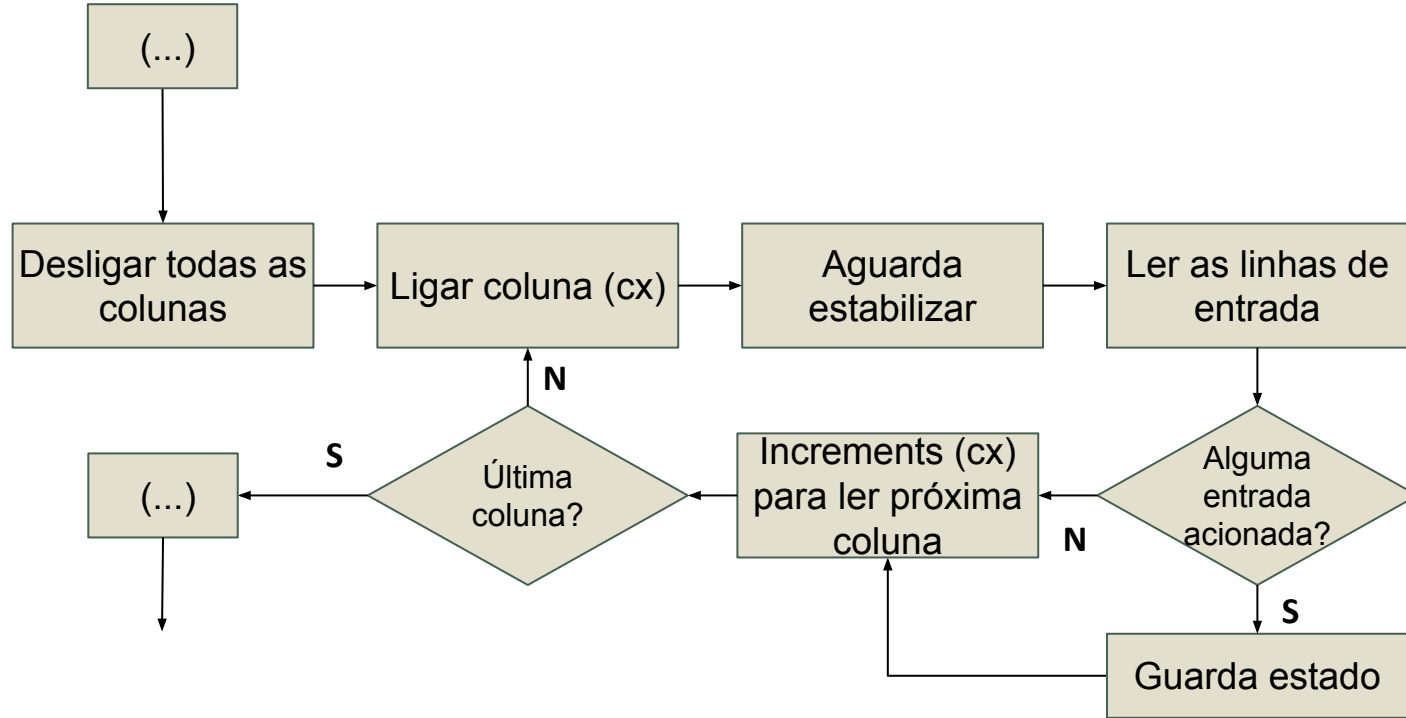 (...)
Desligar todas as
colunas
Ligar coluna (cx)
Aguarda
estabilizar
Ler as linhas de
entrada
N
Alguma
entrada
acionada?
N
S
Guarda estado
Increments (cx)
para ler próxima
coluna
Última
coluna?
S
(...)